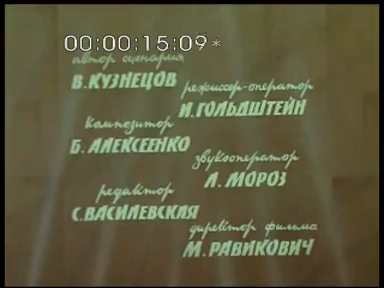 00:00:15:09*
автор сценария
В. КУЗНЕЦОВ
режиссер-оператор
И. ГОЛЬДШТЕЙН
композитор
Б. АЛЕКСЕЕНКО
звукооператор
Л. МОРОЗ
редактор
С. ВАСИЛЕВСКАЯ
директор фильма
М. РАВИКОВИЧ